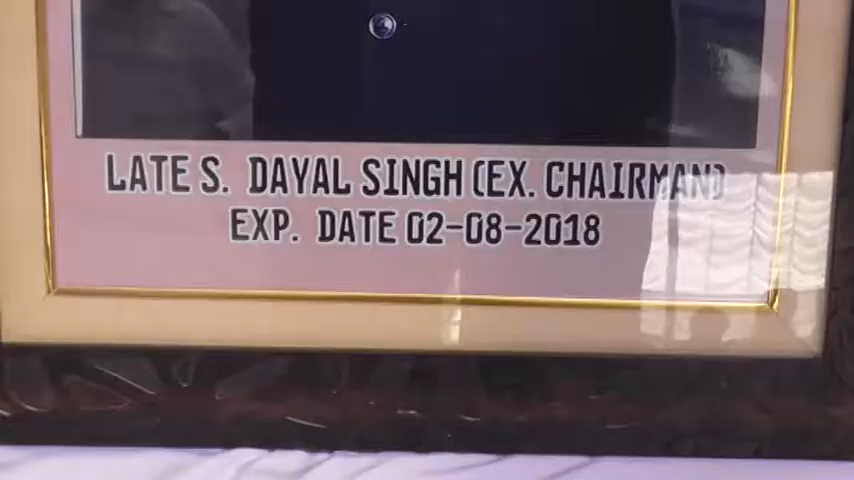 LATE S. DAYAL SINGH (EX. CHAIRMAN)
EXP. DATE 02-08-2018